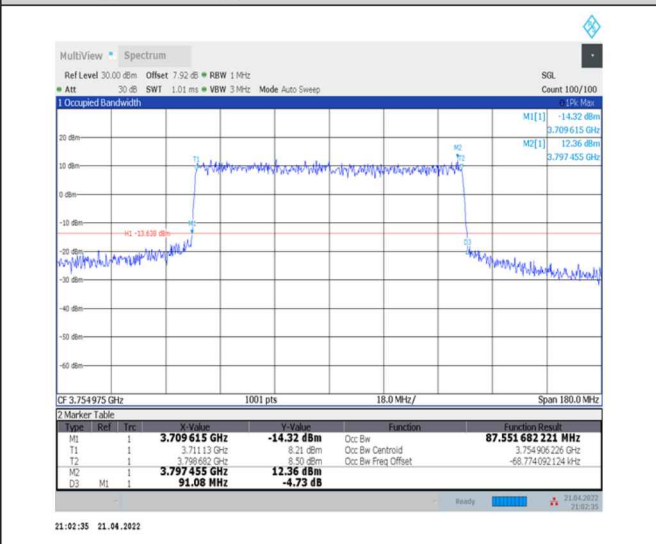 MultiView Spectrum
Ref Level 30.00 dBm Offset 7.92 dB RBW 1 MHz SGL
Att 30 dB SWT 1.01 ms VBW 3 MHz Mode Auto Sweep Count 100/100
1 Occupied Bandwidth 1Pk Max
M1[1] -14.32 dBm
3.709 615 GHz
M2[1] 12.36 dBm
3.797 455 GHz
20 dBm
M2
T1 T2
10 dBm
0 dBm
-10 dBm
M1
H1 -13.638 dBm
D3
-20 dBm
-30 dBm
-40 dBm
-50 dBm
-60 dBm
CF 3.754 975 GHz 1001 pts 18.0 MHz/ Span 180.0 MHz
2 Marker Table
Type Ref Trc X-Value Y-Value Function Function Result
M1 1 3.709 615 GHz -14.32 dBm Occ Bw 87.551 682 221 MHz
T1 1 3.711 13 GHz 8.21 dBm Occ Bw Centroid 3.754 906 226 GHz
T2 1 3.798 682 GHz 8.50 dBm Occ Bw Freq Offset -68.774 092 124 kHz
M2 1 3.797 455 GHz 12.36 dBm
D3 M1 1 91.08 MHz -4.73 dB
Ready 21.04.2022
21:02:35
21:02:35 21.04.2022